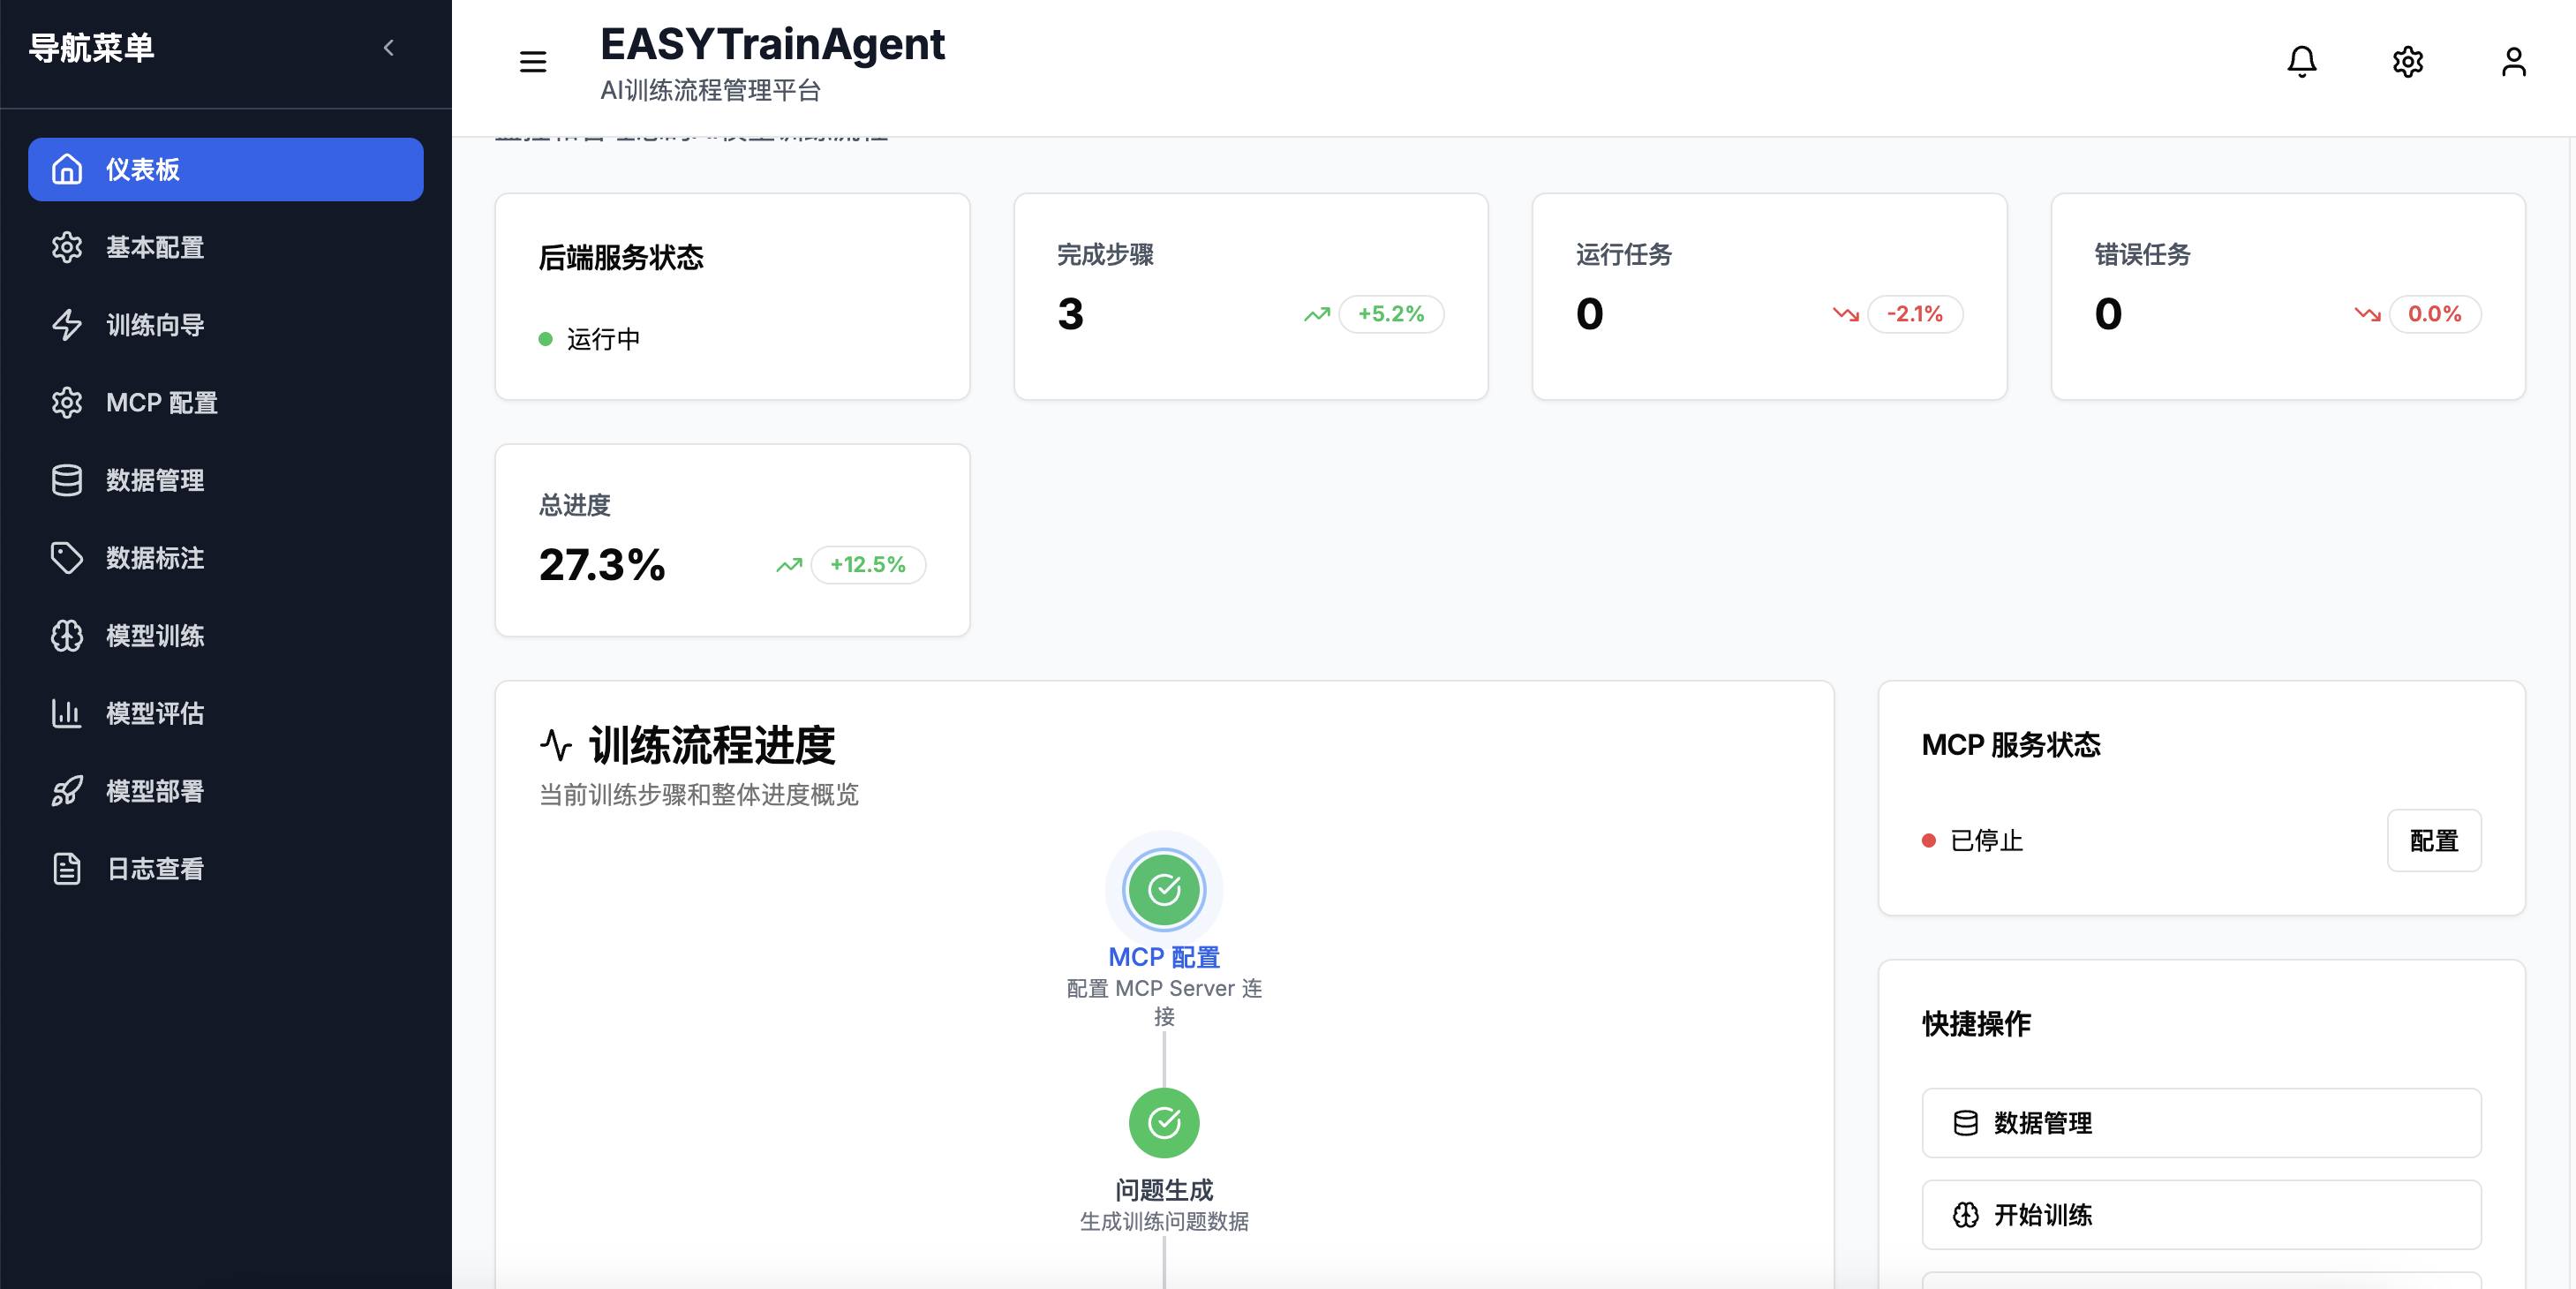 导航菜单
仪表板
基本配置
训练向导
MCP 配置
数据管理
数据标注
模型训练
模型评估
模型部署
日志查看
EASYTrainAgent
AI训练流程管理平台
后端服务状态
运行中
完成步骤
3
+5.2%
运行任务
0
-2.1%
错误任务
0
0.0%
总进度
27.3%
+12.5%
训练流程进度
当前训练步骤和整体进度概览
MCP 配置
配置 MCP Server 连
接
问题生成
生成训练问题数据
MCP 服务状态
已停止
配置
快捷操作
数据管理
开始训练